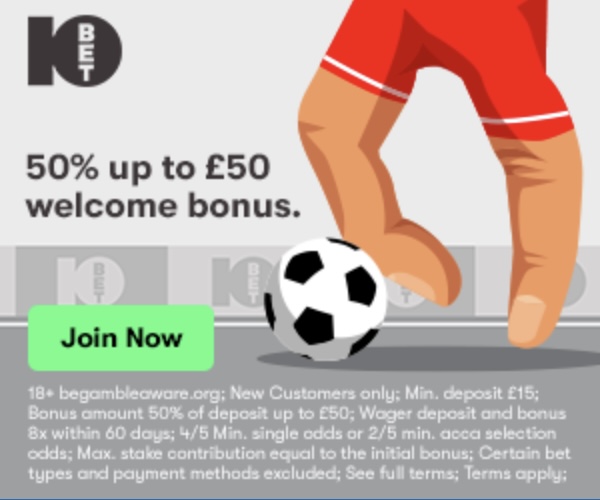 10 BET
50% up to £50
welcome bonus.
10 BET 10 BET
Join Now
18+ begambleaware.org; New Customers only; Min. deposit £15;
Bonus amount 50% of deposit up to £50; Wager deposit and bonus
8x within 60 days; 4/5 Min. single odds or 2/5 min. acca selection
odds; Max. stake contribution equal to the initial bonus; Certain bet
types and payment methods excluded; See full terms; Terms apply;